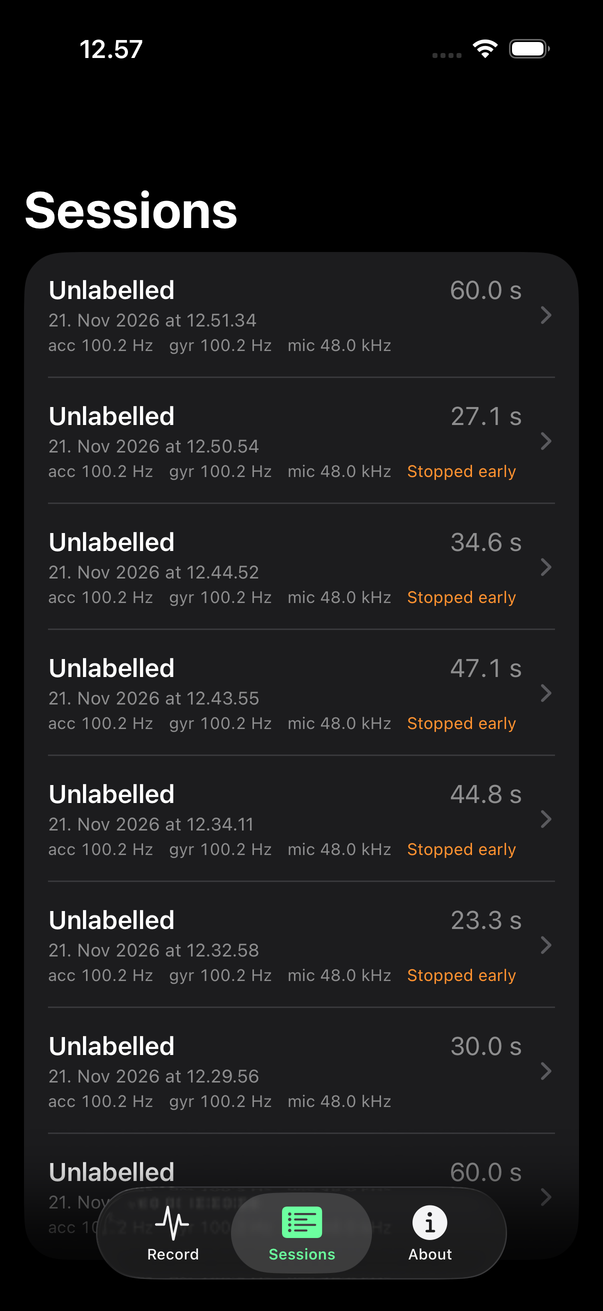 12.57
Sessions
Unlabelled 60.0 s
21. Nov 2026 at 12.51.34
acc 100.2 Hz gyr 100.2 Hz mic 48.0 kHz
Unlabelled 27.1 s
21. Nov 2026 at 12.50.54
acc 100.2 Hz gyr 100.2 Hz mic 48.0 kHz Stopped early
Unlabelled 34.6 s
21. Nov 2026 at 12.44.52
acc 100.2 Hz gyr 100.2 Hz mic 48.0 kHz Stopped early
Unlabelled 47.1 s
21. Nov 2026 at 12.43.55
acc 100.2 Hz gyr 100.2 Hz mic 48.0 kHz Stopped early
Unlabelled 44.8 s
21. Nov 2026 at 12.34.11
acc 100.2 Hz gyr 100.2 Hz mic 48.0 kHz Stopped early
Unlabelled 23.3 s
21. Nov 2026 at 12.32.58
acc 100.2 Hz gyr 100.2 Hz mic 48.0 kHz Stopped early
Unlabelled 30.0 s
21. Nov 2026 at 12.29.56
acc 100.2 Hz gyr 100.2 Hz mic 48.0 kHz
Unlabelled 60.0 s
21. Nov
acc
Record Sessions About